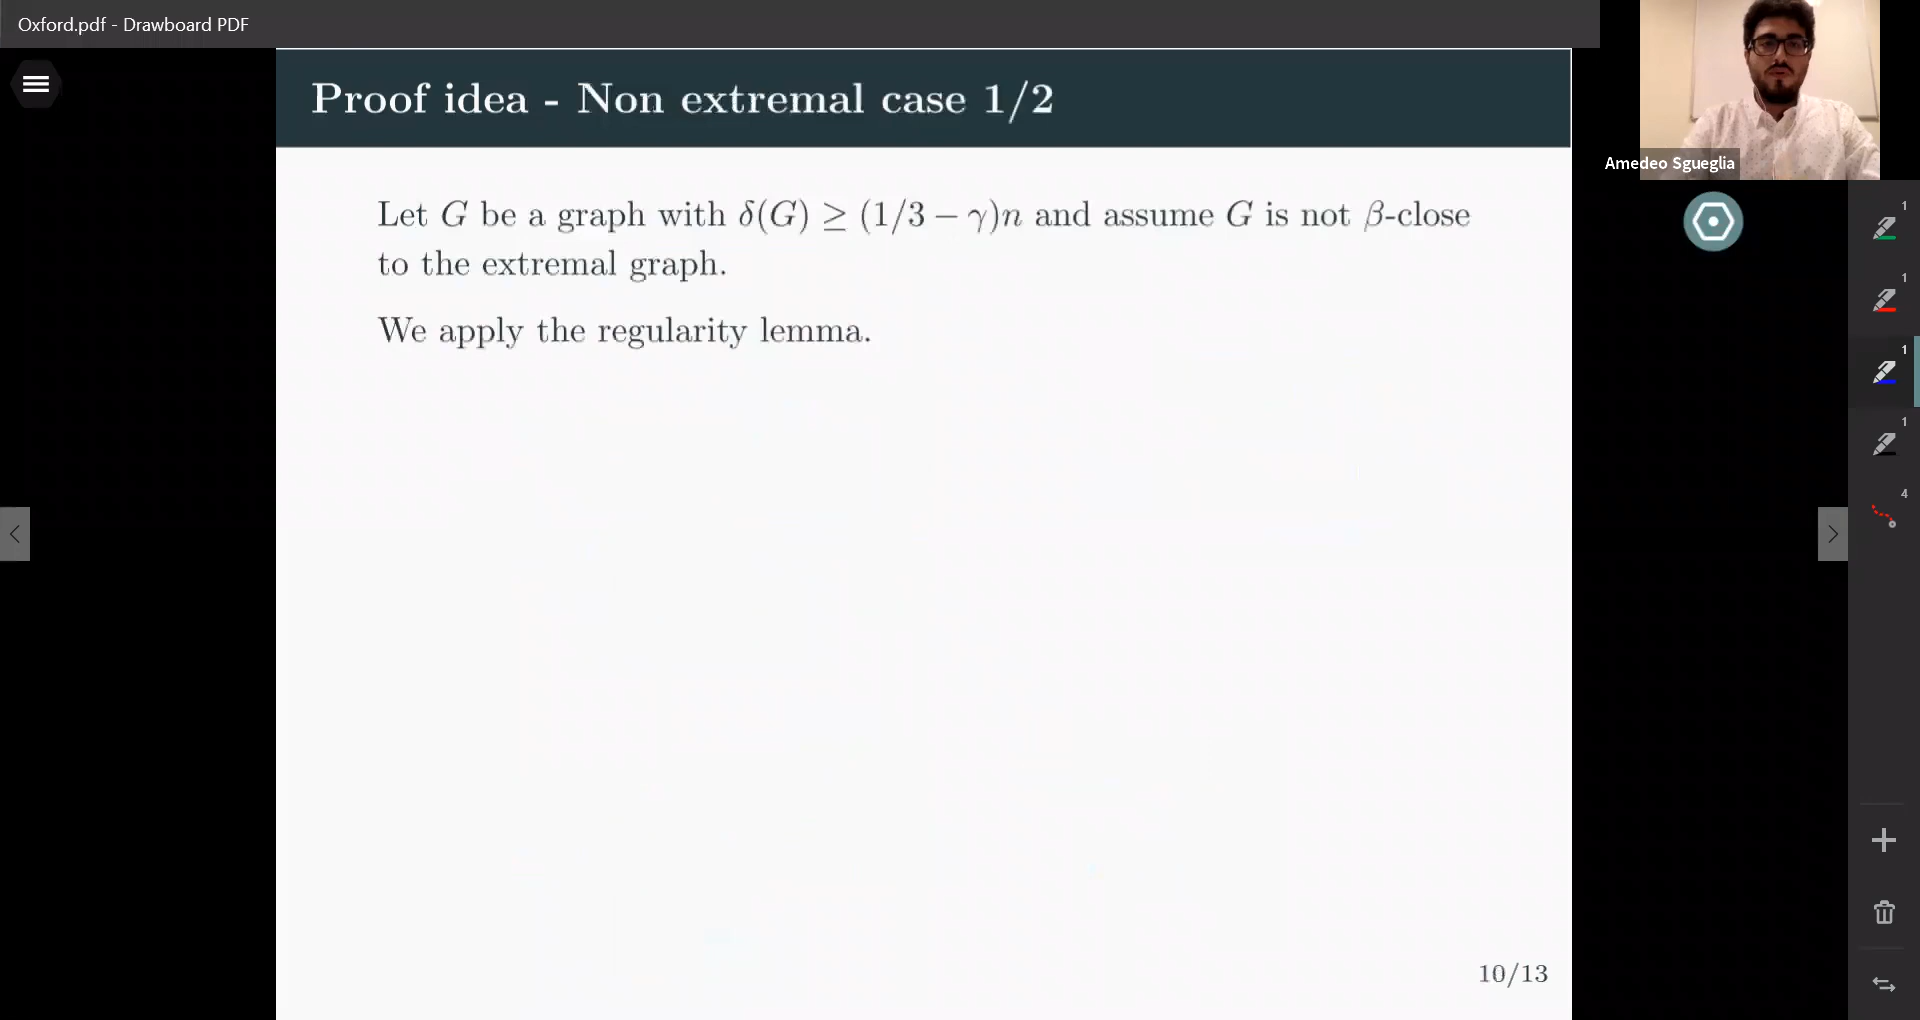 Oxford.pdf - Drawboard PDF
Proof idea - Non extremal case 1/2
Amedeo Sgueglia
Let G be a graph with δ(G) ≥ (1/3 − γ)n and assume G is not β-close
to the extremal graph.
We apply the regularity lemma.
1
1
1
1
4
10/13